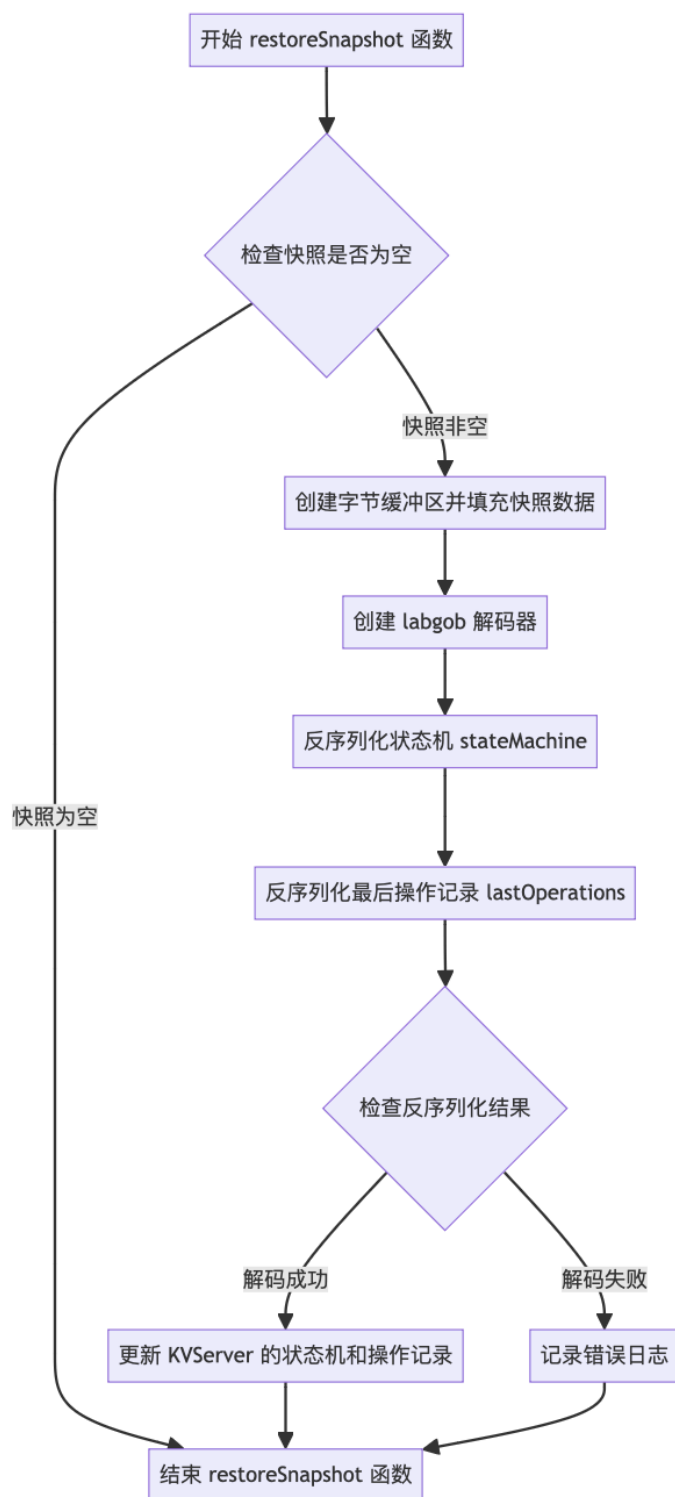 开始 restoreSnapshot 函数
检查快照是否为空
快照非空
创建字节缓冲区并填充快照数据
创建 labgob 解码器
反序列化状态机 stateMachine
快照为空
反序列化最后操作记录 lastOperations
检查反序列化结果
解码成功
解码失败
更新 KVServer 的状态机和操作记录
记录错误日志
结束 restoreSnapshot 函数